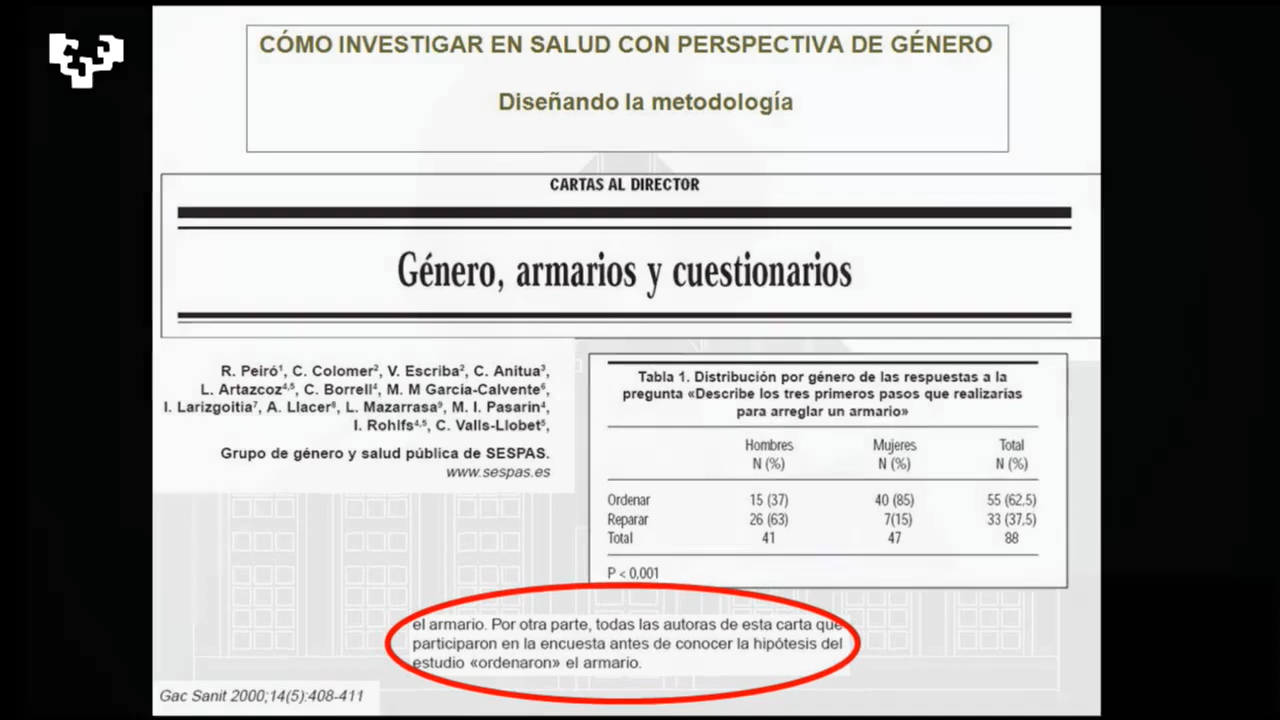 CÓMO INVESTIGAR EN SALUD CON PERSPECTIVA DE GÉNERO
Diseñando la metodología
CARTAS AL DIRECTOR
Género, armarios y cuestionarios
R. Peiró¹, C. Colomer², V. Escriba², C. Anitua³,
L. Artazcoz⁴,⁵, C. Borrell⁴, M. M García-Calvente⁶,
I. Larizgoitia⁷, A. Llacer⁸, L. Mazarrasa⁹, M. I. Pasarin⁴,
I. Rohlfs⁴,⁵, C. Valls-Llobet⁵,
Grupo de género y salud pública de SESPAS.
www.sespas.es
Tabla 1. Distribución por género de las respuestas a la
pregunta «Describe los tres primeros pasos que realizarías
para arreglar un armario»
Hombres Mujeres Total
N (%) N (%) N (%)
Ordenar 15 (37) 40 (85) 55 (62,5)
Reparar 26 (63) 7(15) 33 (37,5)
Total 41 47 88
P < 0,001
el armario. Por otra parte, todas las autoras de esta carta que
participaron en la encuesta antes de conocer la hipótesis del
estudio «ordenaron» el armario.
Gac Sanit 2000;14(5):408-411